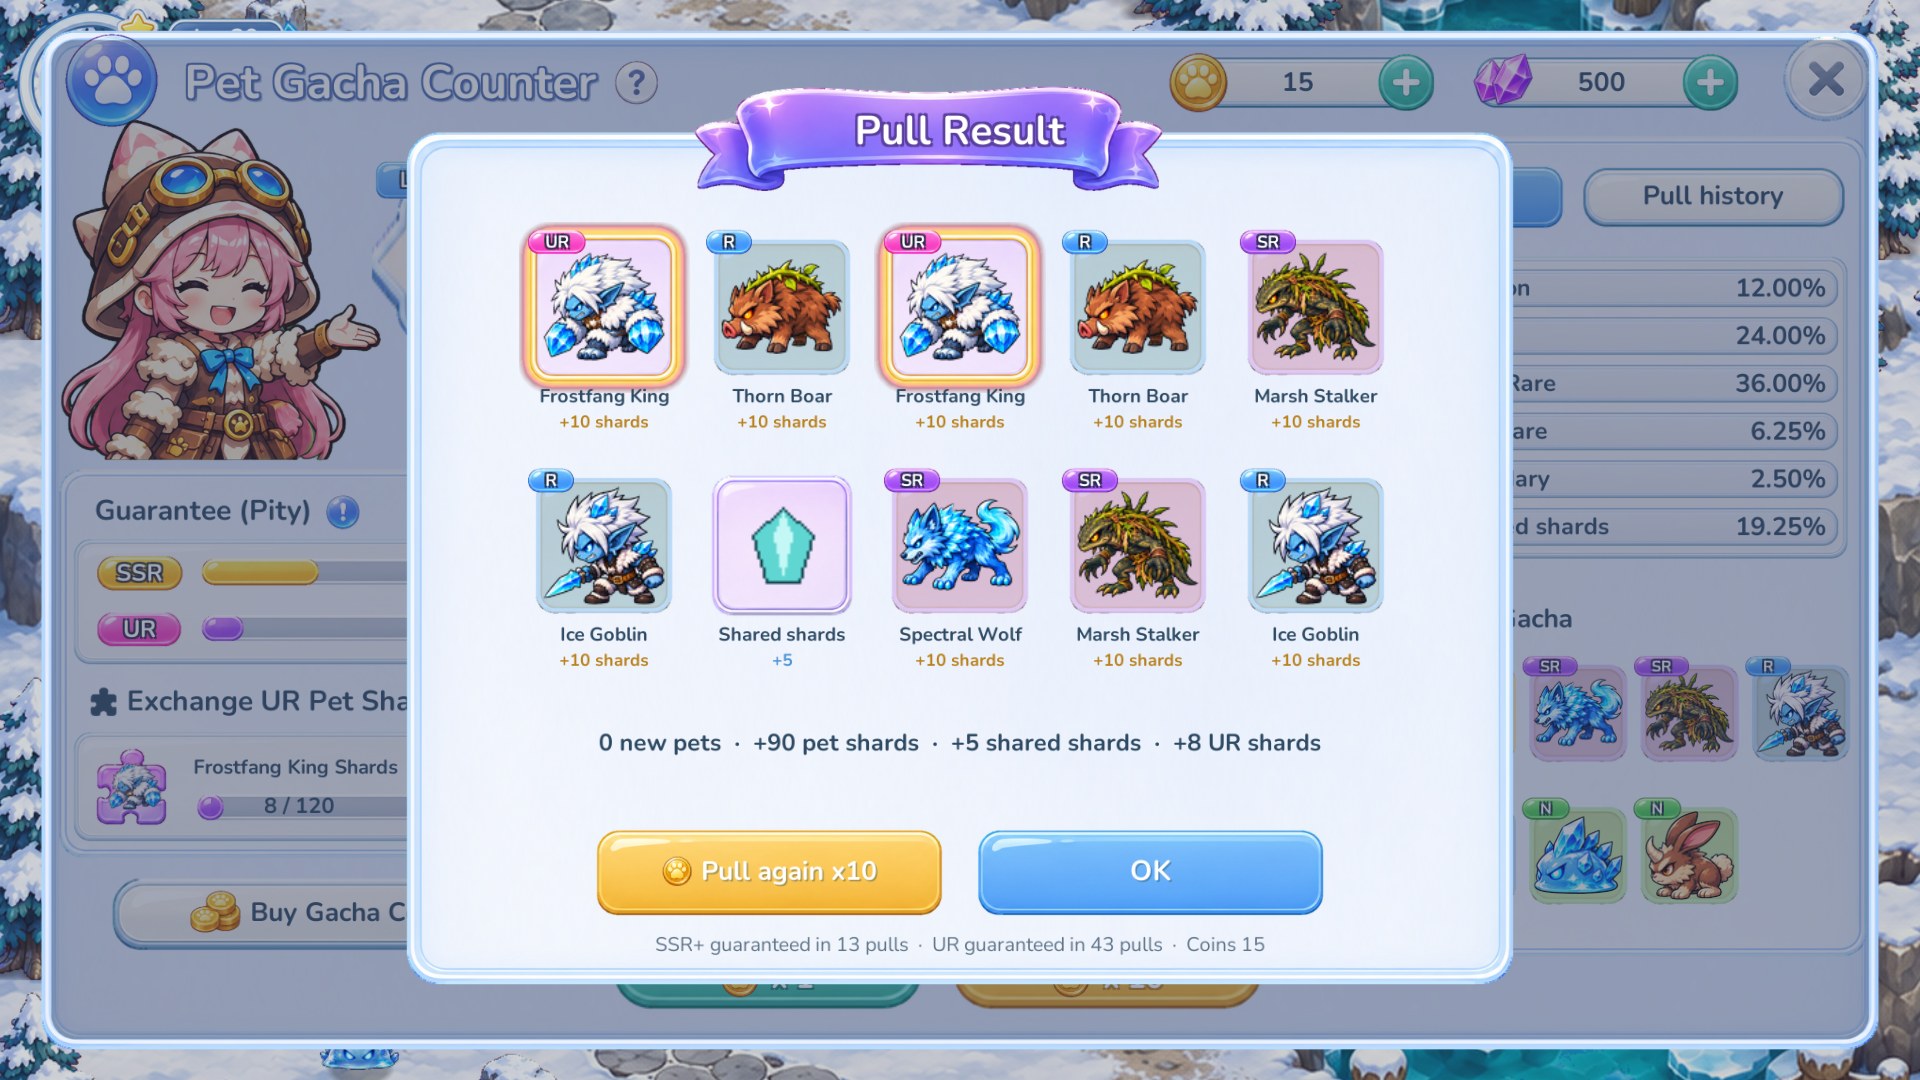 Pet Gacha Counter ?
15
500
Pull Result
Pull history
UR
R
UR
R
SR
Frostfang King
Thorn Boar
Frostfang King
Thorn Boar
Marsh Stalker
+10 shards
+10 shards
+10 shards
+10 shards
+10 shards
R
SR
SR
R
Ice Goblin
Shared shards
Spectral Wolf
Marsh Stalker
Ice Goblin
+10 shards
+5
+10 shards
+10 shards
+10 shards
0 new pets · +90 pet shards · +5 shared shards · +8 UR shards
Pull again x10
OK
SSR+ guaranteed in 13 pulls · UR guaranteed in 43 pulls · Coins 15
Guarantee (Pity)
SSR
UR
Exchange UR Pet Sha
Frostfang King Shards
8 / 120
Buy Gacha C
12.00%
24.00%
Rare 36.00%
6.25%
2.50%
shards 19.25%
Gacha
SR
SR
R
N
N